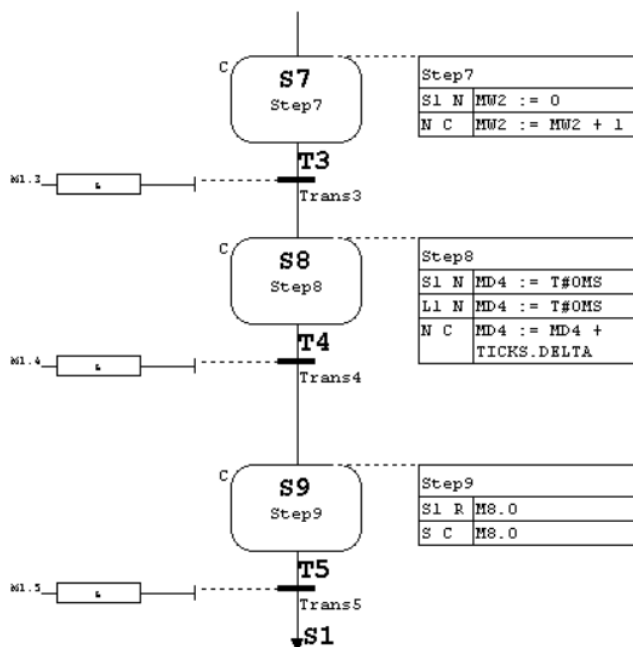 C
S7
Step7
Step7
S1 N MW2 := 0
N C MW2 := MW2 + 1
T3
M1.3
&
Trans3
C
S8
Step8
Step8
S1 N MD4 := T#0MS
L1 N MD4 := T#0MS
N C MD4 := MD4 +
TICKS.DELTA
T4
M1.4
&
Trans4
C
S9
Step9
Step9
S1 R M8.0
S C M8.0
T5
M1.5
&
Trans5
S1